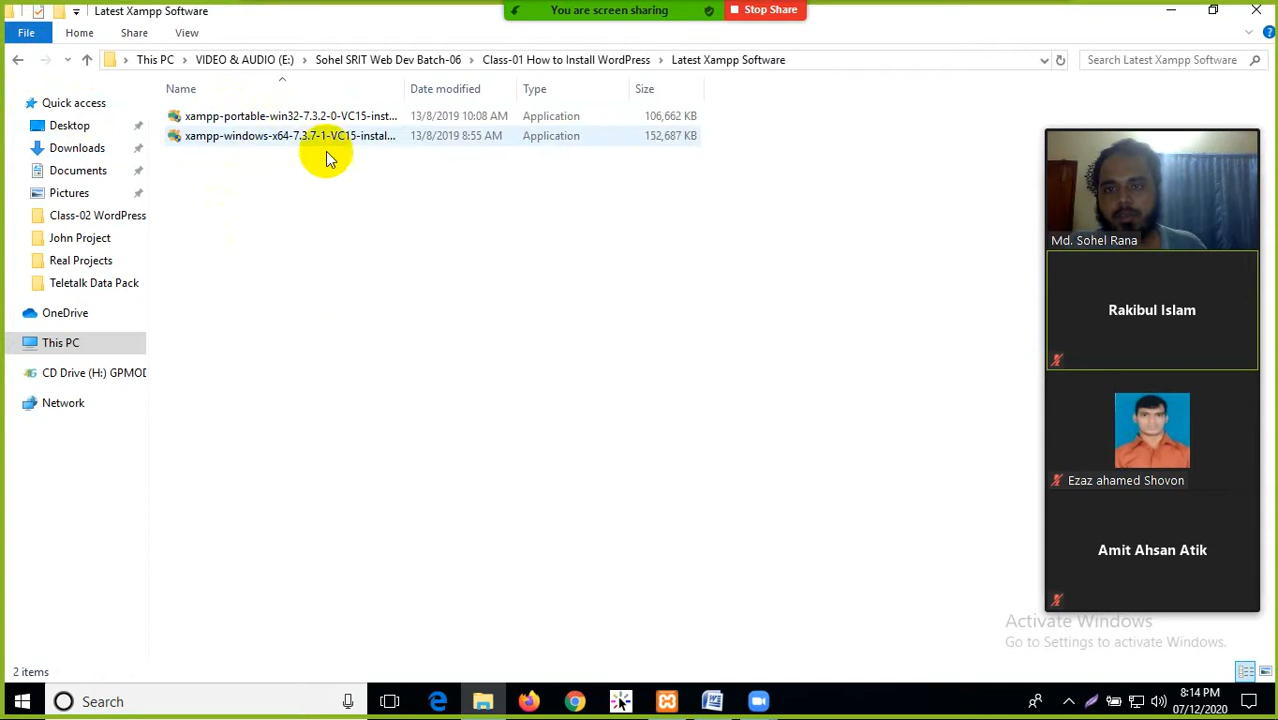 Latest Xampp Software
You are screen sharing
Stop Share
File
Home
Share
View
This PC
VIDEO & AUDIO (E:)
Sohel SRIT Web Dev Batch-06
Class-01 How to Install WordPress
Latest Xampp Software
Search Latest Xampp Software
Name
Date modified
Type
Size
xampp-portable-win32-7.3.2-0-VC15-inst...
13/8/2019 10:08 AM
Application
106,662 KB
xampp-windows-x64-7.3.7-1-VC15-instal...
13/8/2019 8:55 AM
Application
152,687 KB
Quick access
Desktop
Downloads
Documents
Pictures
Class-02 WordPress
John Project
Real Projects
Teletalk Data Pack
OneDrive
This PC
CD Drive (H:) GPMOD
Network
Md. Sohel Rana
Rakibul Islam
Ezaz ahamed Shovon
Amit Ahsan Atik
Activate Windows
Go to Settings to activate Windows.
2 items
Search
8:14 PM
07/12/2020